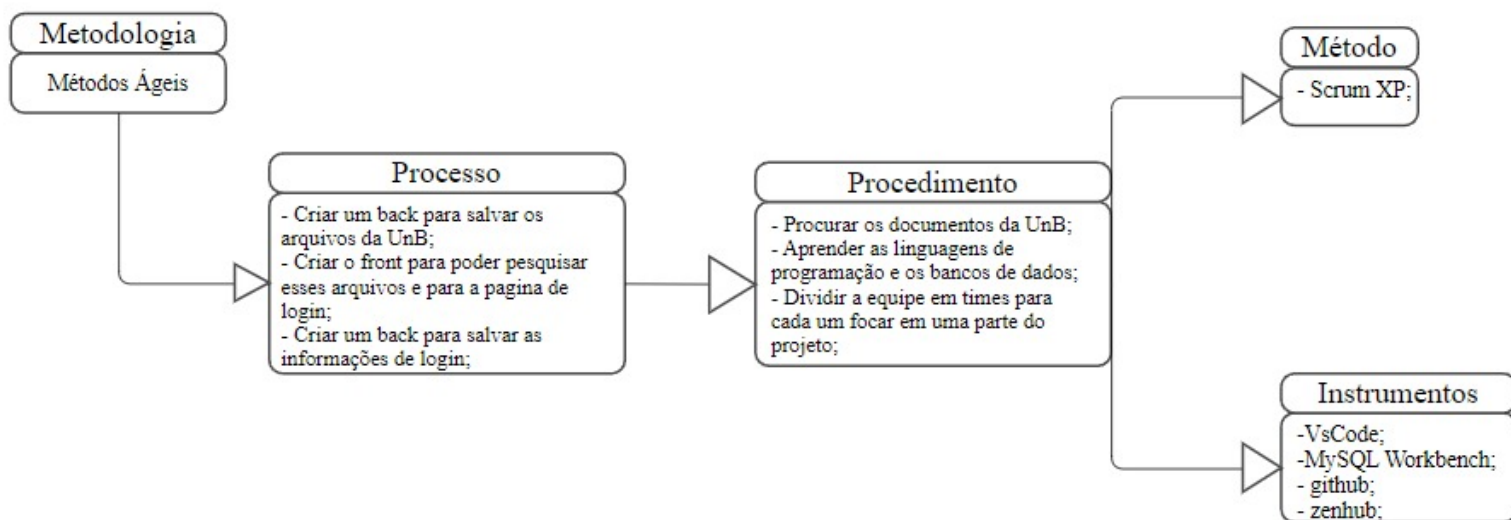 Metodologia
Métodos Ágeis
Processo
- Criar um back para salvar os
arquivos da UnB;
- Criar o front para poder pesquisar
esses arquivos e para a pagina de
login;
- Criar um back para salvar as
informações de login;
Procedimento
- Procurar os documentos da UnB;
- Aprender as linguagens de
programação e os bancos de dados;
- Dividir a equipe em times para
cada um focar em uma parte do
projeto;
Método
- Scrum XP;
Instrumentos
-VsCode;
-MySQL Workbench;
- github;
- zenhub;